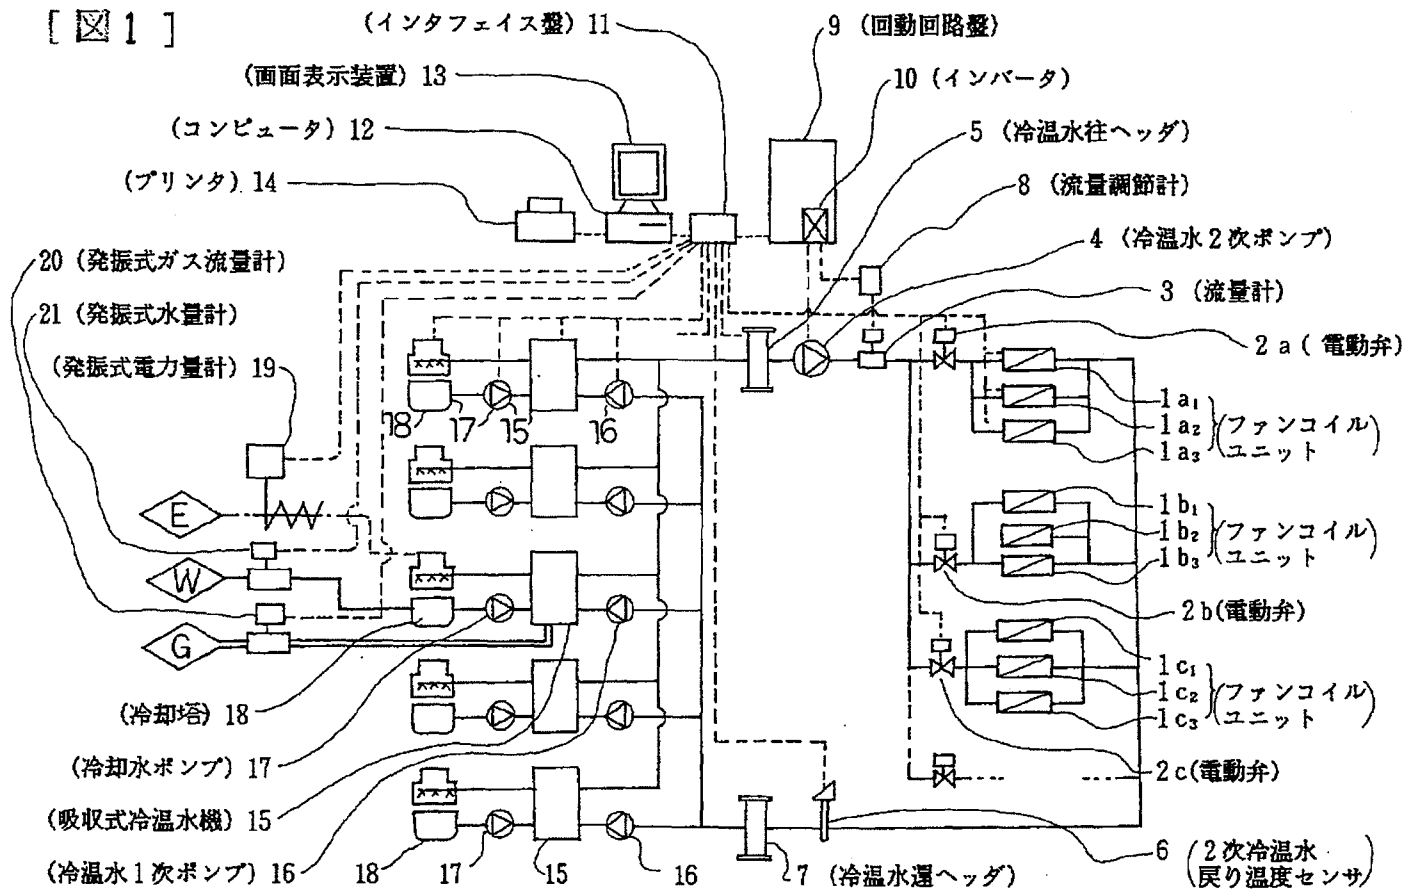 [図1]
(インタフェイス盤) 11
9 (回動回路盤)
(画面表示装置) 13
10 (インバータ)
(コンピュータ) 12
5 (冷温水往ヘッダ)
(プリンタ) 14
8 (流量調節計)
4 (冷温水2次ポンプ)
20 (発振式ガス流量計)
3 (流量計)
21 (発振式水量計)
2a (電動弁)
(発振式電力量計) 19
18 17 15 16
1a₁
1a₂ (ファンコイル
1a₃ ユニット)
E
1b₁
1b₂ (ファンコイル
1b₃ ユニット)
W
2b(電動弁)
G
1c₁
1c₂ (ファンコイル
1c₃ ユニット)
(冷却塔) 18
(冷却水ポンプ) 17
2c(電動弁)
(吸収式冷温水機) 15
(冷温水1次ポンプ) 16
18 17 15 16
7 (冷温水還ヘッダ)
6 (2次冷温水
戻り温度センサ)